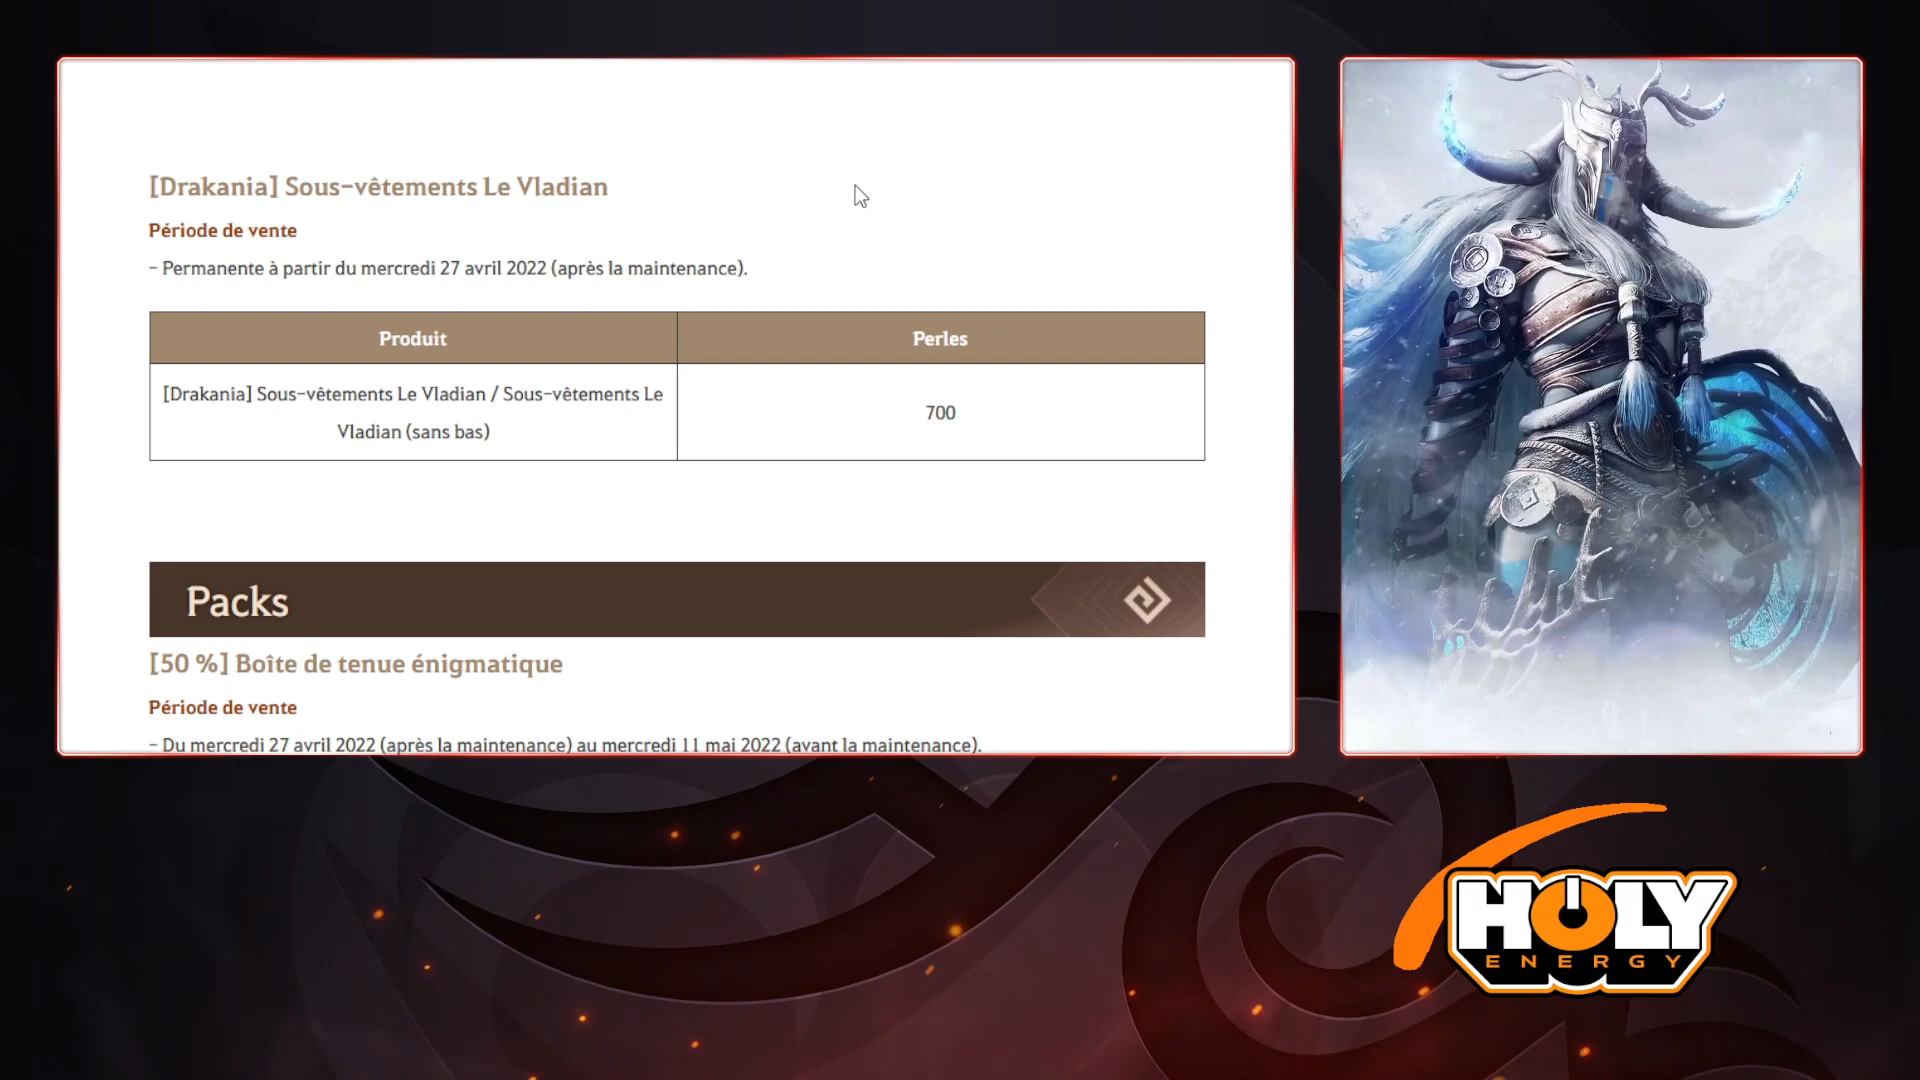 [Drakania] Sous-vêtements Le Vladian
Période de vente
- Permanente à partir du mercredi 27 avril 2022 (après la maintenance).
Produit
Perles
[Drakania] Sous-vêtements Le Vladian / Sous-vêtements Le
Vladian (sans bas)
700
Packs
[50 %] Boîte de tenue énigmatique
Période de vente
- Du mercredi 27 avril 2022 (après la maintenance) au mercredi 11 mai 2022 (avant la maintenance).
HOLY
ENERGY